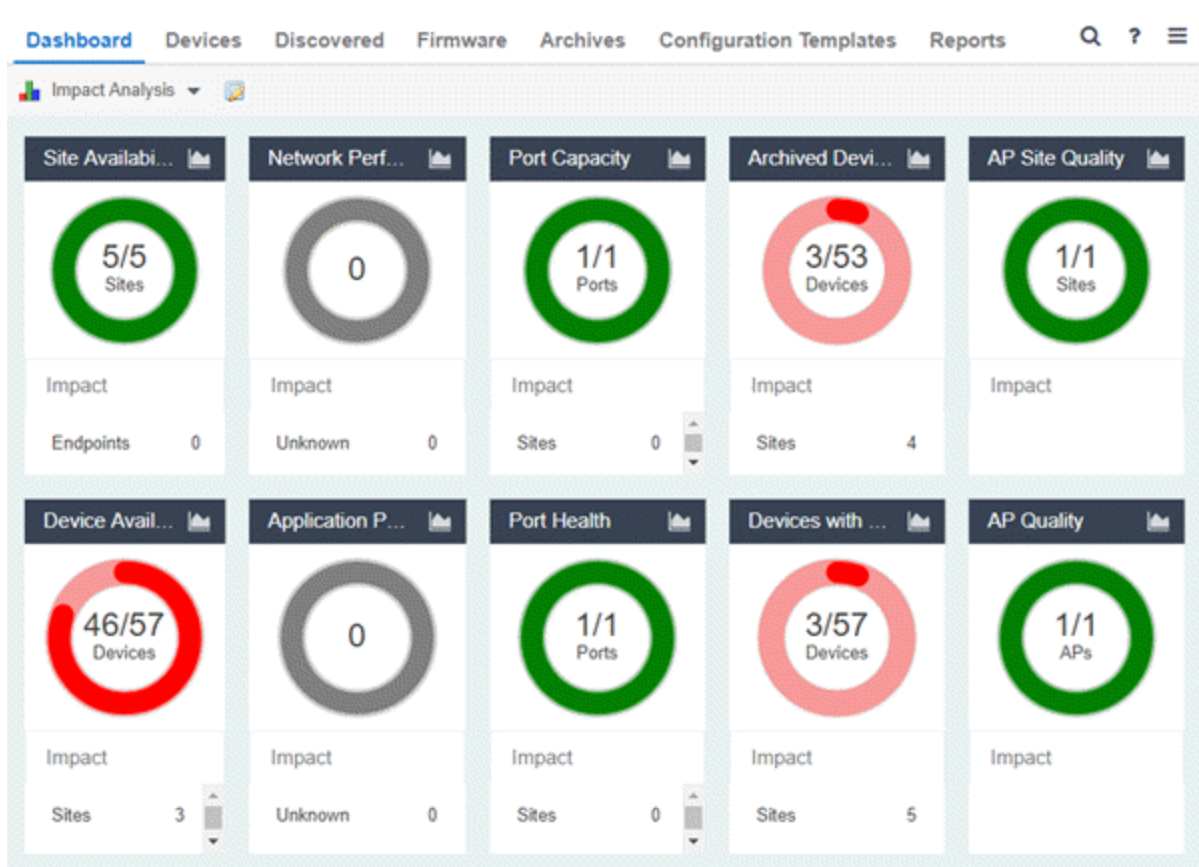 Dashboard Devices Discovered Firmware Archives Configuration Templates Reports ?
Impact Analysis
Site Availabi... Network Perf... Port Capacity Archived Devi... AP Site Quality
5/5 0 1/1 3/53 1/1
Sites Ports Devices Sites
Impact Impact Impact Impact Impact
Endpoints 0 Unknown 0 Sites 0 Sites 4
Device Avail... Application P... Port Health Devices with ... AP Quality
46/57 0 1/1 3/57 1/1
Devices Ports Devices APs
Impact Impact Impact Impact Impact
Sites 3 Unknown 0 Sites 0 Sites 5